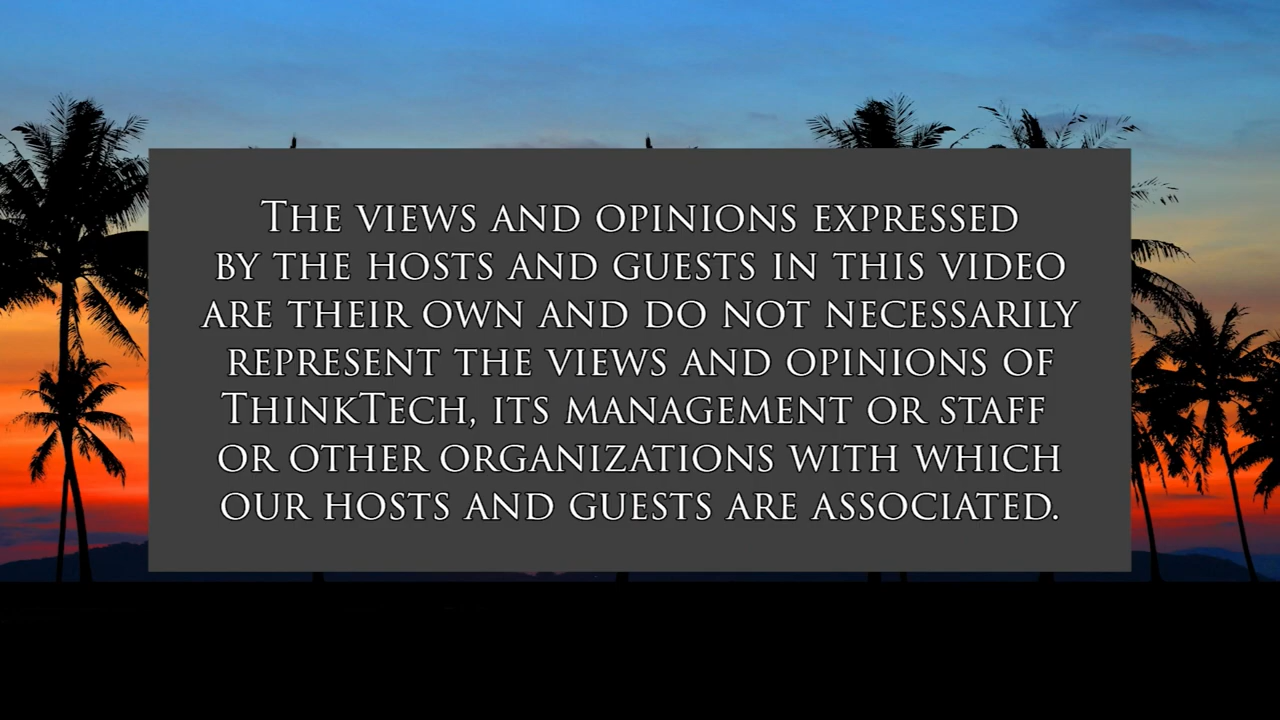 The views and opinions expressed
by the hosts and guests in this video
are their own and do not necessarily
represent the views and opinions of
ThinkTech, its management or staff
or other organizations with which
our hosts and guests are associated.